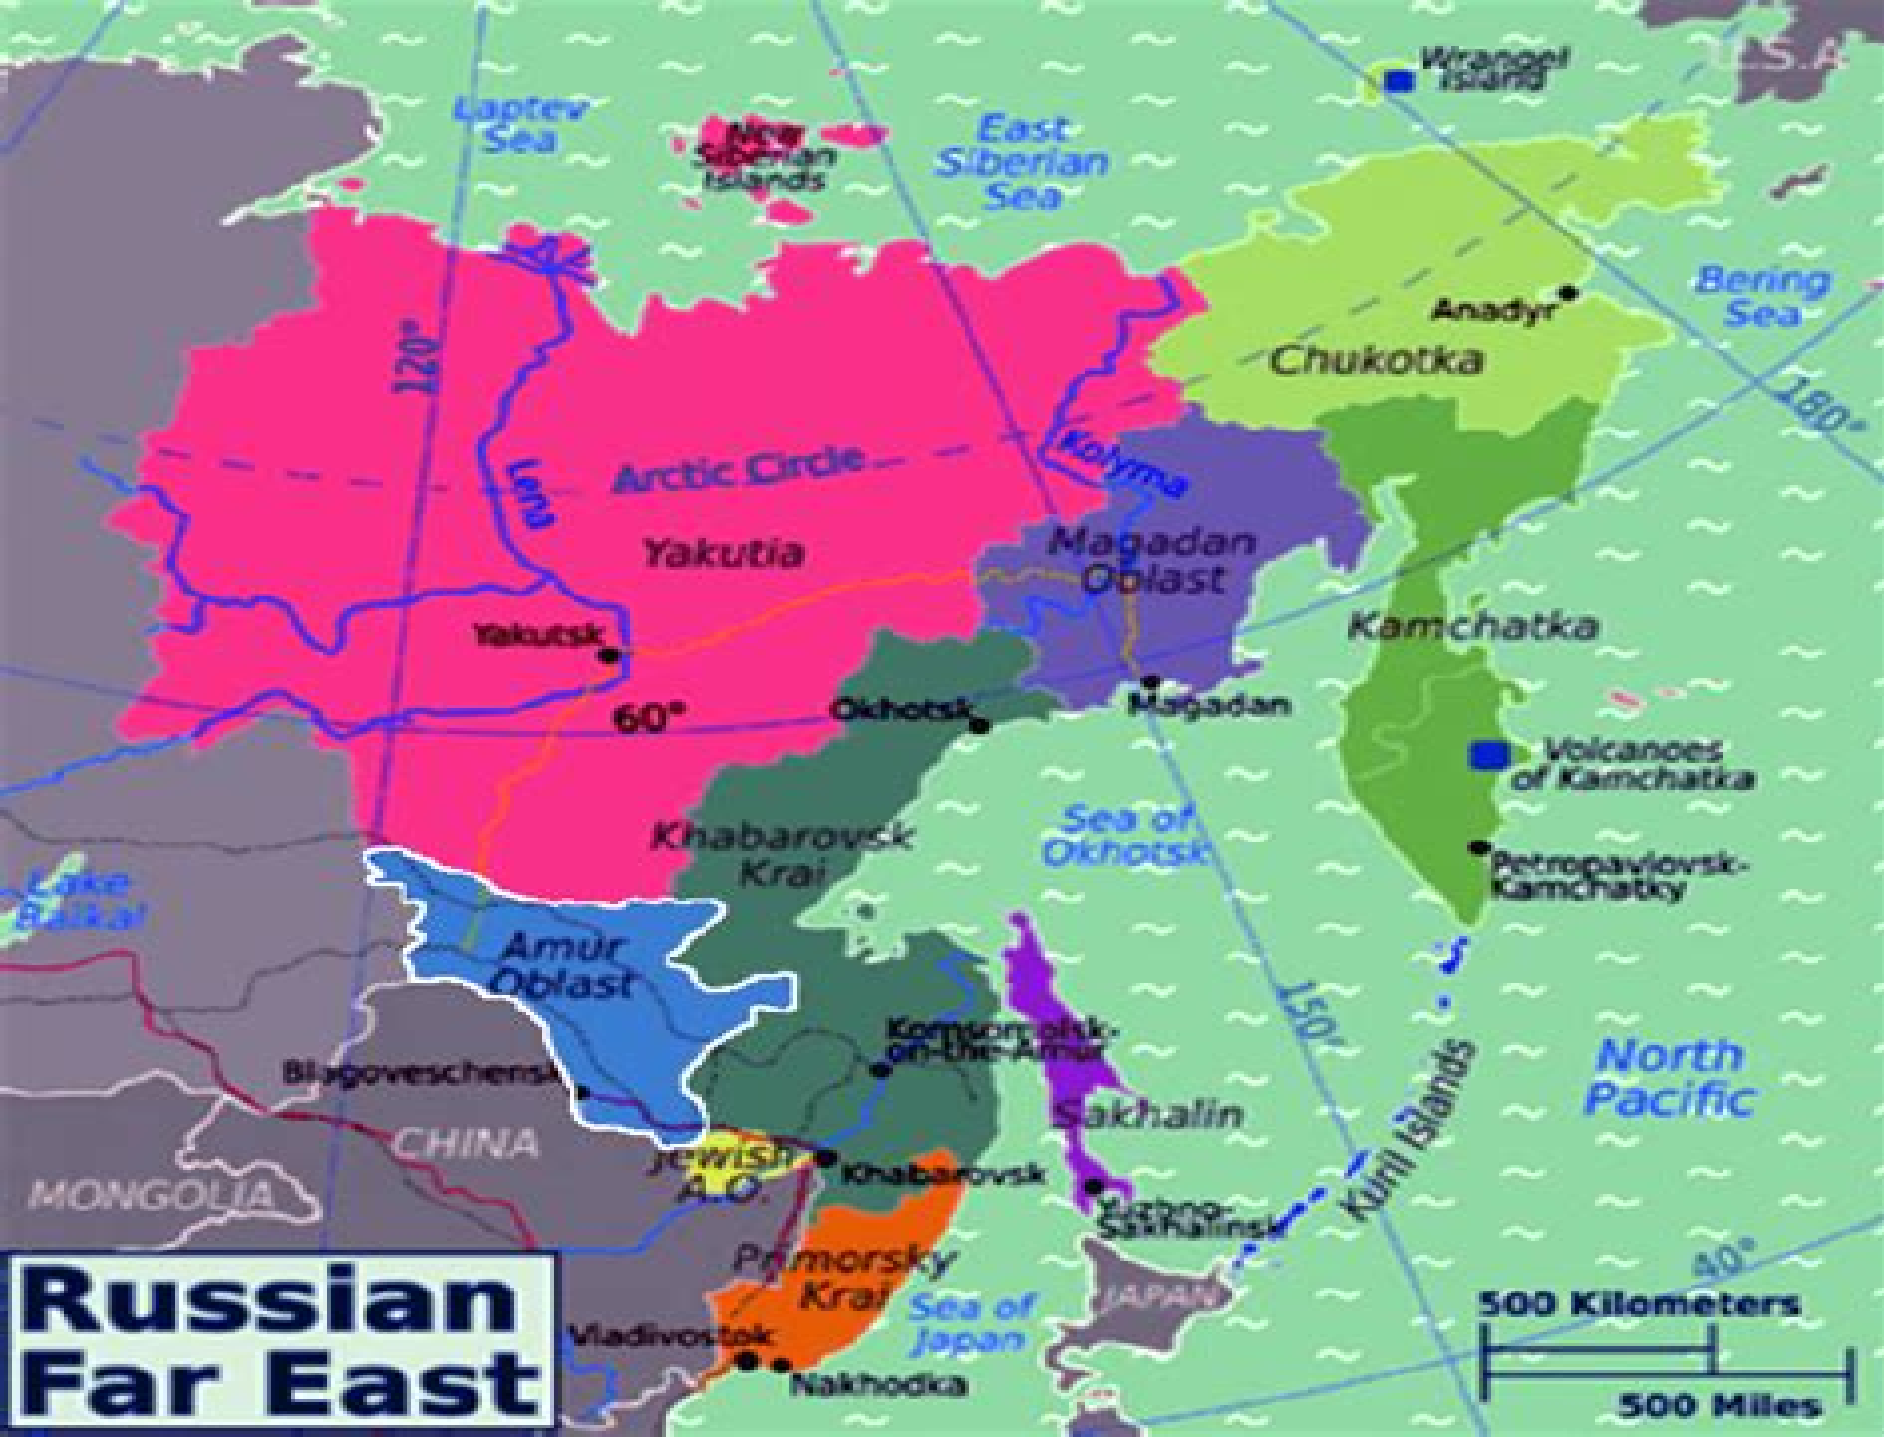 Wrangel
Island
U.S.A
Laptev
Sea
New
Siberian
Islands
East
Siberian
Sea
Bering
Sea
Anadyr
Chukotka
120°
180°
Arctic Circle
Lena
Kolyma
Yakutia
Magadan
Oblast
Kamchatka
Yakutsk
60°
Okhotsk
Magadan
Volcanoes
of Kamchatka
Khabarovsk
Krai
Sea of
Okhotsk
Petropavlovsk-
Kamchatky
Lake
Baikal
Amur
Oblast
150°
Komsomolsk-
on-the-Amur
North
Pacific
Blagoveschensk
Sakhalin
Kuril Islands
CHINA
Jewish
A.O.
Khabarovsk
MONGOLIA
Yuzhno-
Sakhalinsk
Primorsky
Krai
40°
JAPAN
Sea of
Japan
Vladivostok
Nakhodka
Russian
Far East
500 Kilometers
500 Miles